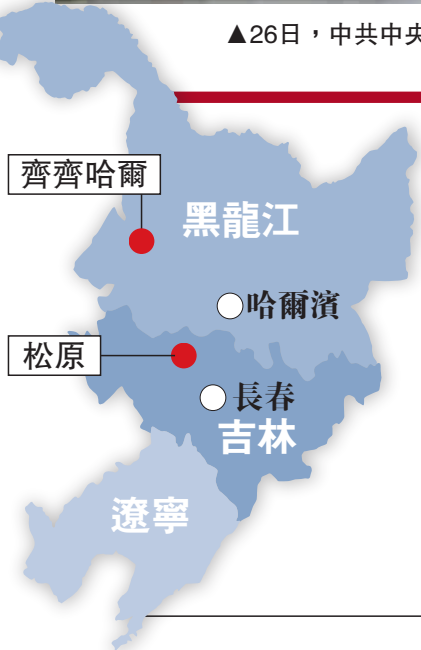 ▲26日，中共中央
齊齊哈爾
黑龍江
哈爾濱
松原
長春
吉林
遼寧